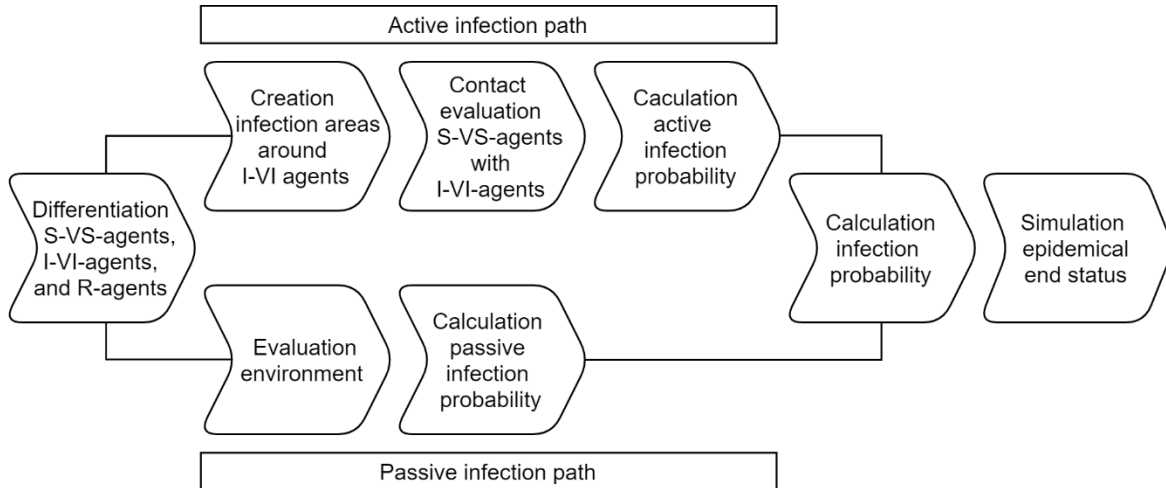 Active infection path
Creation
infection areas
around
I-VI agents
Contact
evaluation
S-VS-agents
with
I-VI-agents
Caculation
active
infection
probability
Differentiation
S-VS-agents,
I-VI-agents,
and R-agents
Calculation
infection
probability
Simulation
epidemical
end status
Evaluation
environment
Calculation
passive
infection
probability
Passive infection path